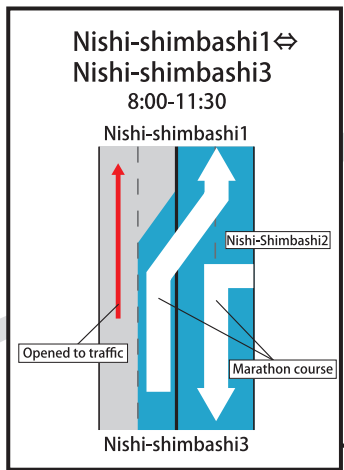 Nishi-shimbashi1⇔
Nishi-shimbashi3
8:00-11:30
Nishi-shimbashi1
Nishi-Shimbashi2
Opened to traffic
Marathon course
Nishi-shimbashi3